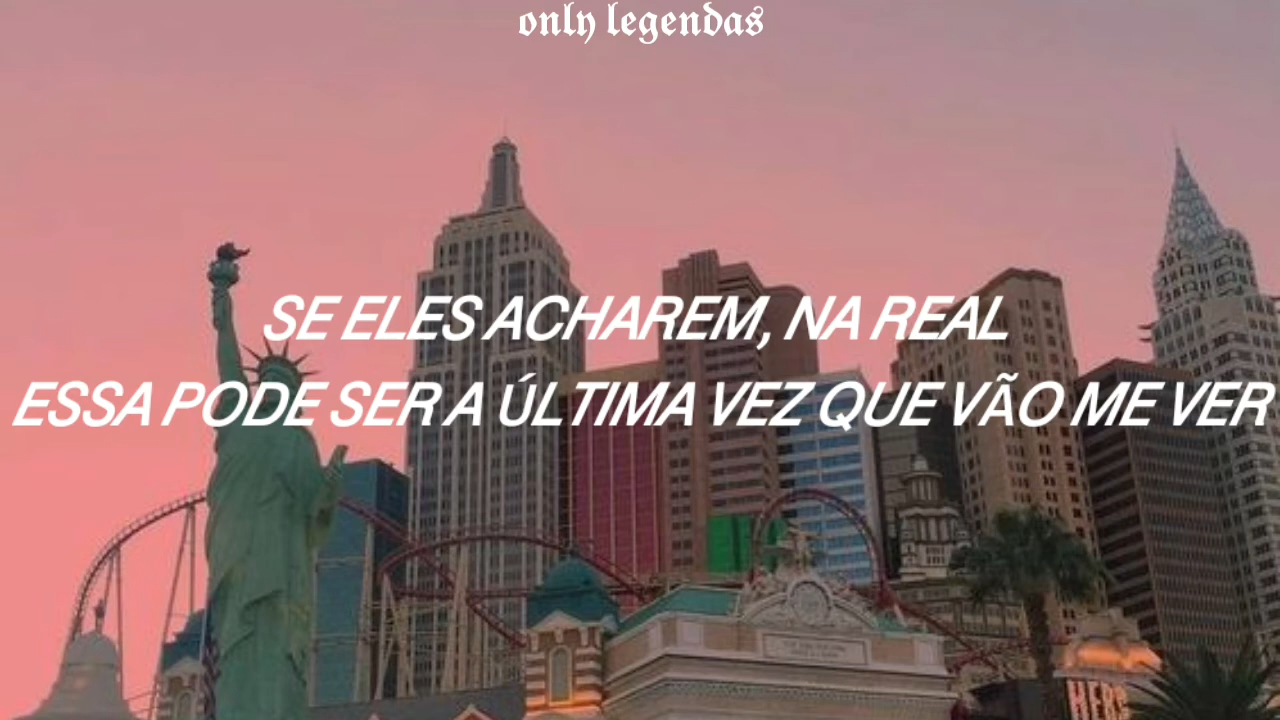 only legendas
SE ELES ACHAREM, NA REAL
ESSA PODE SER A ÚLTIMA VEZ QUE VÃO ME VER